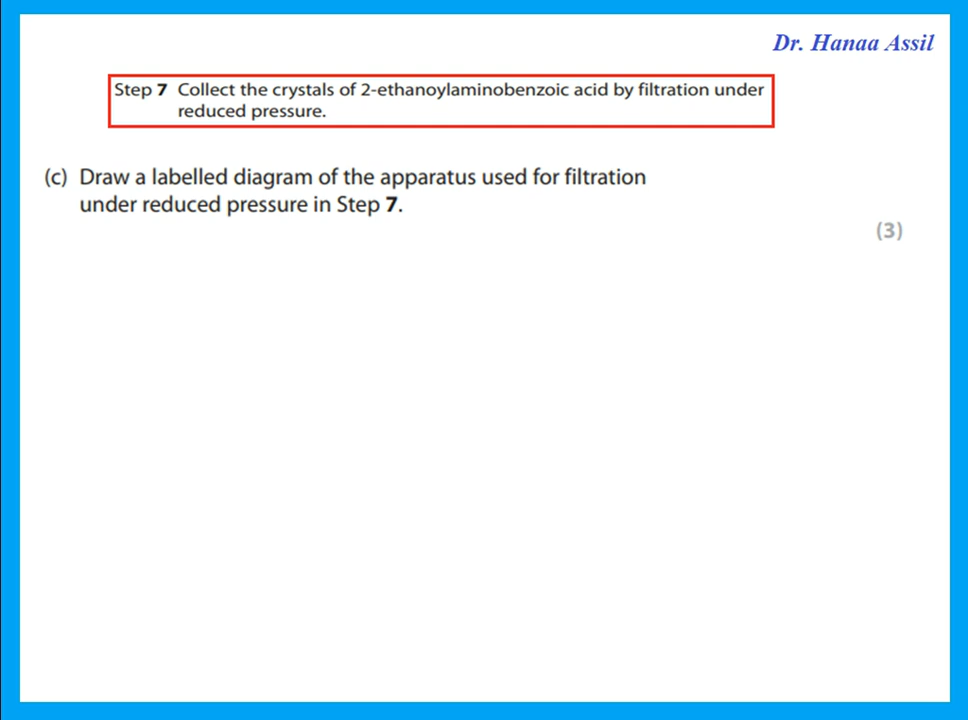 Dr. Hanaa Assil
Step 7 Collect the crystals of 2-ethanoylaminobenzoic acid by filtration under
reduced pressure.
(c) Draw a labelled diagram of the apparatus used for filtration
under reduced pressure in Step 7.
(3)